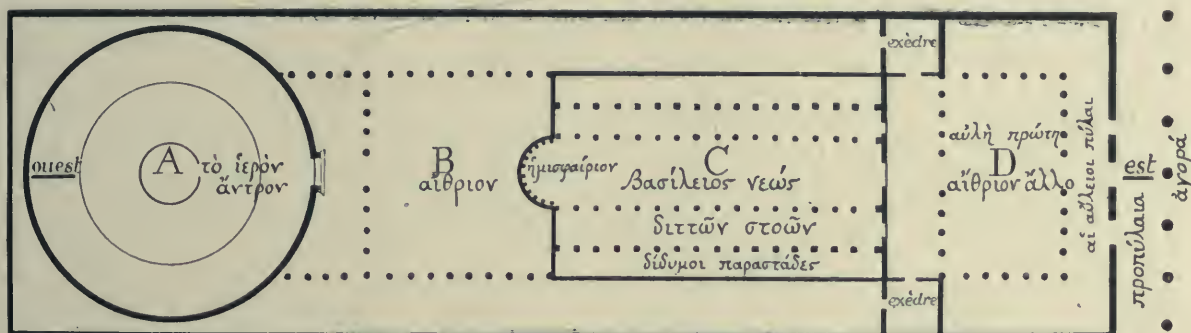 ouest
A
τὸ ἱερὸν
ἄντρον
B
αἴθριον
ἡμισφαίριον
C
Βασίλειος νεώς
διττῶν στοῶν
δίδυμοι παραστάδες
exèdre
exèdre
αὐλὴ πρώτη
D
αἴθριον ἄλλο
αἱ αὔλειοι πύλαι
est
προπύλαια
ἀγορά